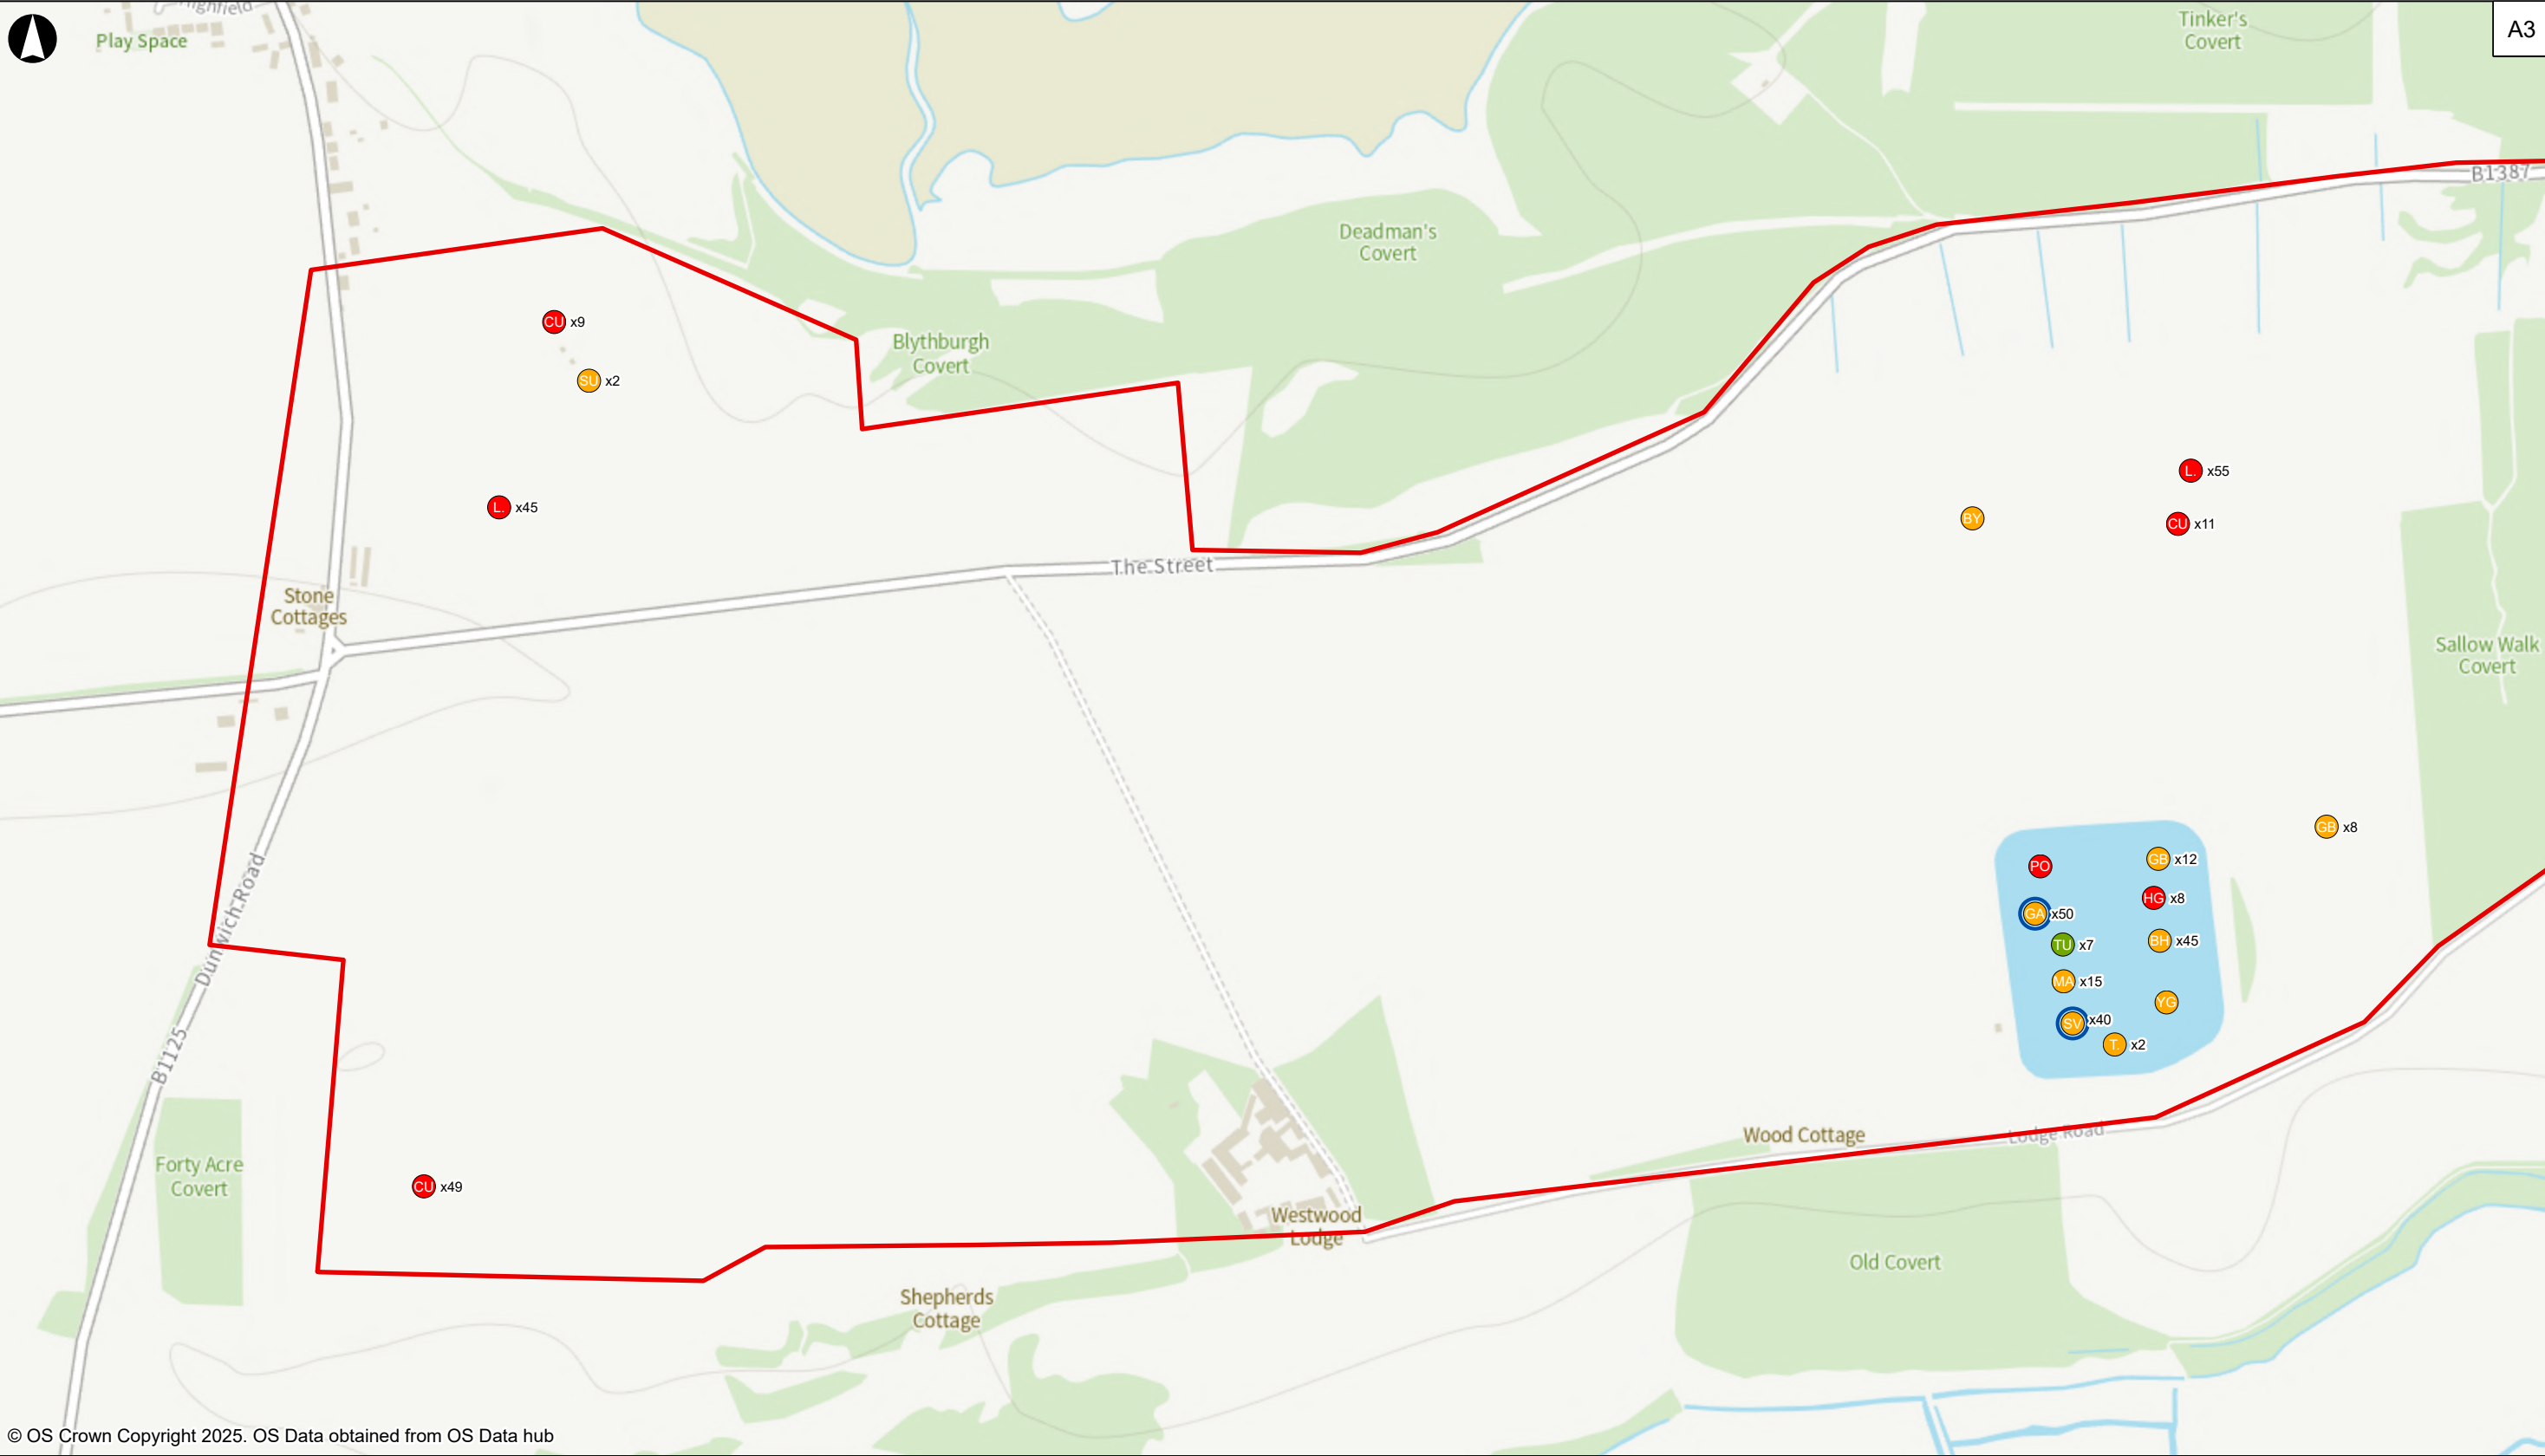 Highfield
Play Space
Tinker's
Covert
A3
B1387
Deadman's
Covert
CU x9
Blythburgh
Covert
SU x2
L. x55
L. x45
BY
CU x11
The Street
Stone
Cottages
Sallow Walk
Covert
GB x8
PO
GB x12
HG x8
GA x50
BH x45
TU x7
MA x15
YG
SV x40
T. x2
Dunwich Road
B1125
Wood Cottage
Lodge Road
Forty Acre
Covert
CU x49
Westwood
Lodge
Old Covert
Shepherds
Cottage
© OS Crown Copyright 2025. OS Data obtained from OS Data hub